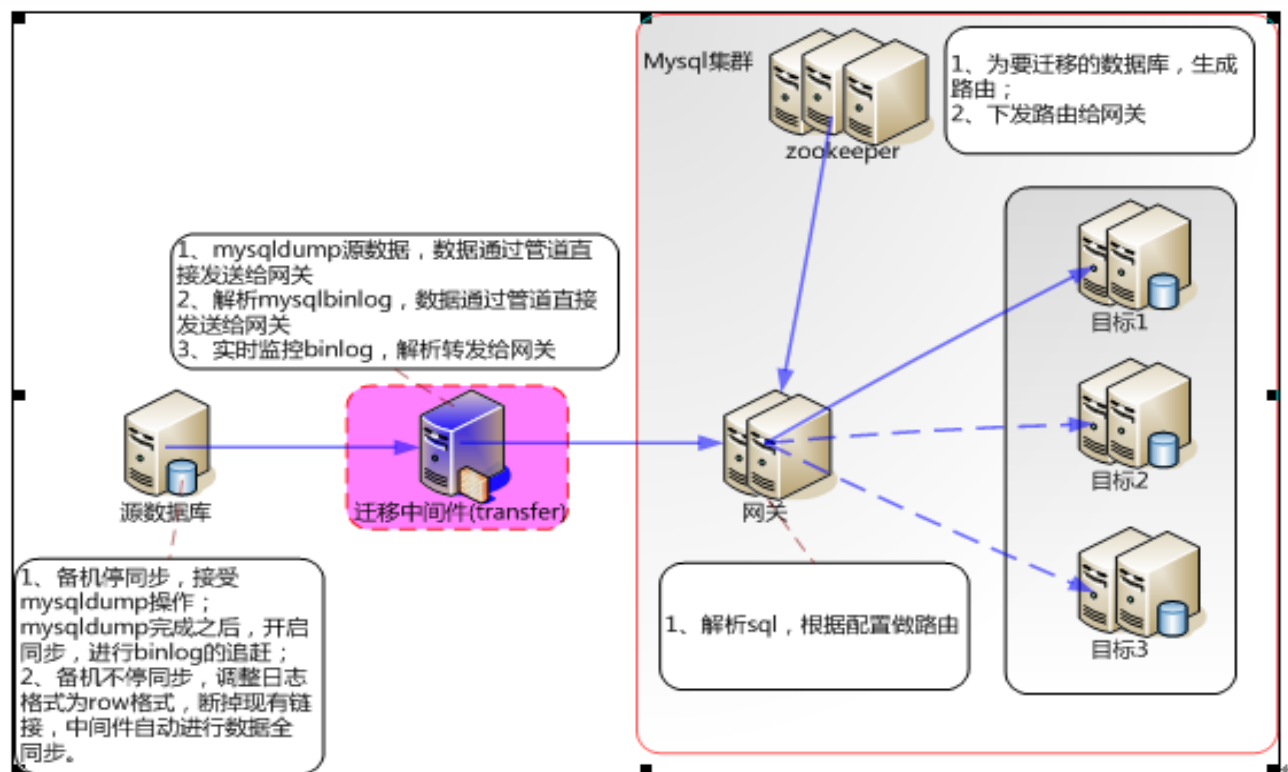 Mysql集群
zookeeper
1、为要迁移的数据库，生成
路由；
2、下发路由给网关
1、mysqldump源数据，数据通过管道直
接发送给网关
2、解析mysqlbinlog，数据通过管道直接
发送给网关
3、实时监控binlog，解析转发给网关
目标1
目标2
目标3
源数据库
迁移中间件(transfer)
网关
1、备机停同步，接受
mysqldump操作；
mysqldump完成之后，开启
同步，进行binlog的追赶；
2、备机不停同步，调整日志
格式为row格式，断掉现有链
接，中间件自动进行数据全
同步。
1、解析sql，根据配置做路由